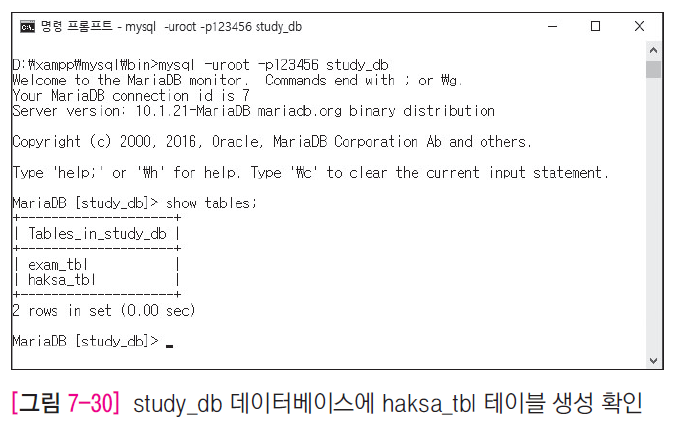 명령 프롬프트 - mysql -uroot -p123456 study_db
D:₩xampp₩mysql₩bin>mysql -uroot -p123456 study_db
Welcome to the MariaDB monitor.  Commands end with ; or ₩g.
Your MariaDB connection id is 7
Server version: 10.1.21-MariaDB mariadb.org binary distribution
Copyright (c) 2000, 2016, Oracle, MariaDB Corporation Ab and others.
Type 'help;' or '₩h' for help. Type '₩c' to clear the current input statement.
MariaDB [study_db]> show tables;
+--------------------+
| Tables_in_study_db |
+--------------------+
| exam_tbl           |
| haksa_tbl          |
+--------------------+
2 rows in set (0.00 sec)
MariaDB [study_db]> _
[그림 7-30] study_db 데이터베이스에 haksa_tbl 테이블 생성 확인